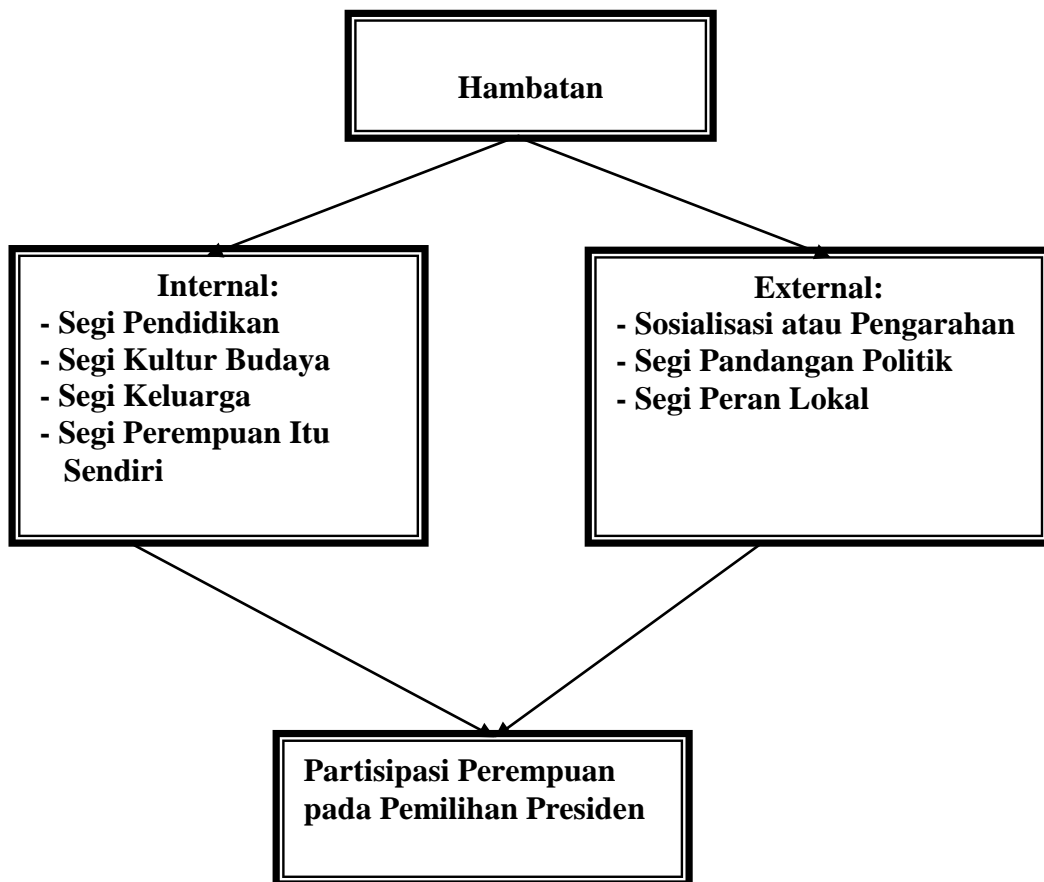 Hambatan
Internal:
- Segi Pendidikan
- Segi Kultur Budaya
- Segi Keluarga
- Segi Perempuan Itu
Sendiri
External:
- Sosialisasi atau Pengarahan
- Segi Pandangan Politik
- Segi Peran Lokal
Partisipasi Perempuan
pada Pemilihan Presiden